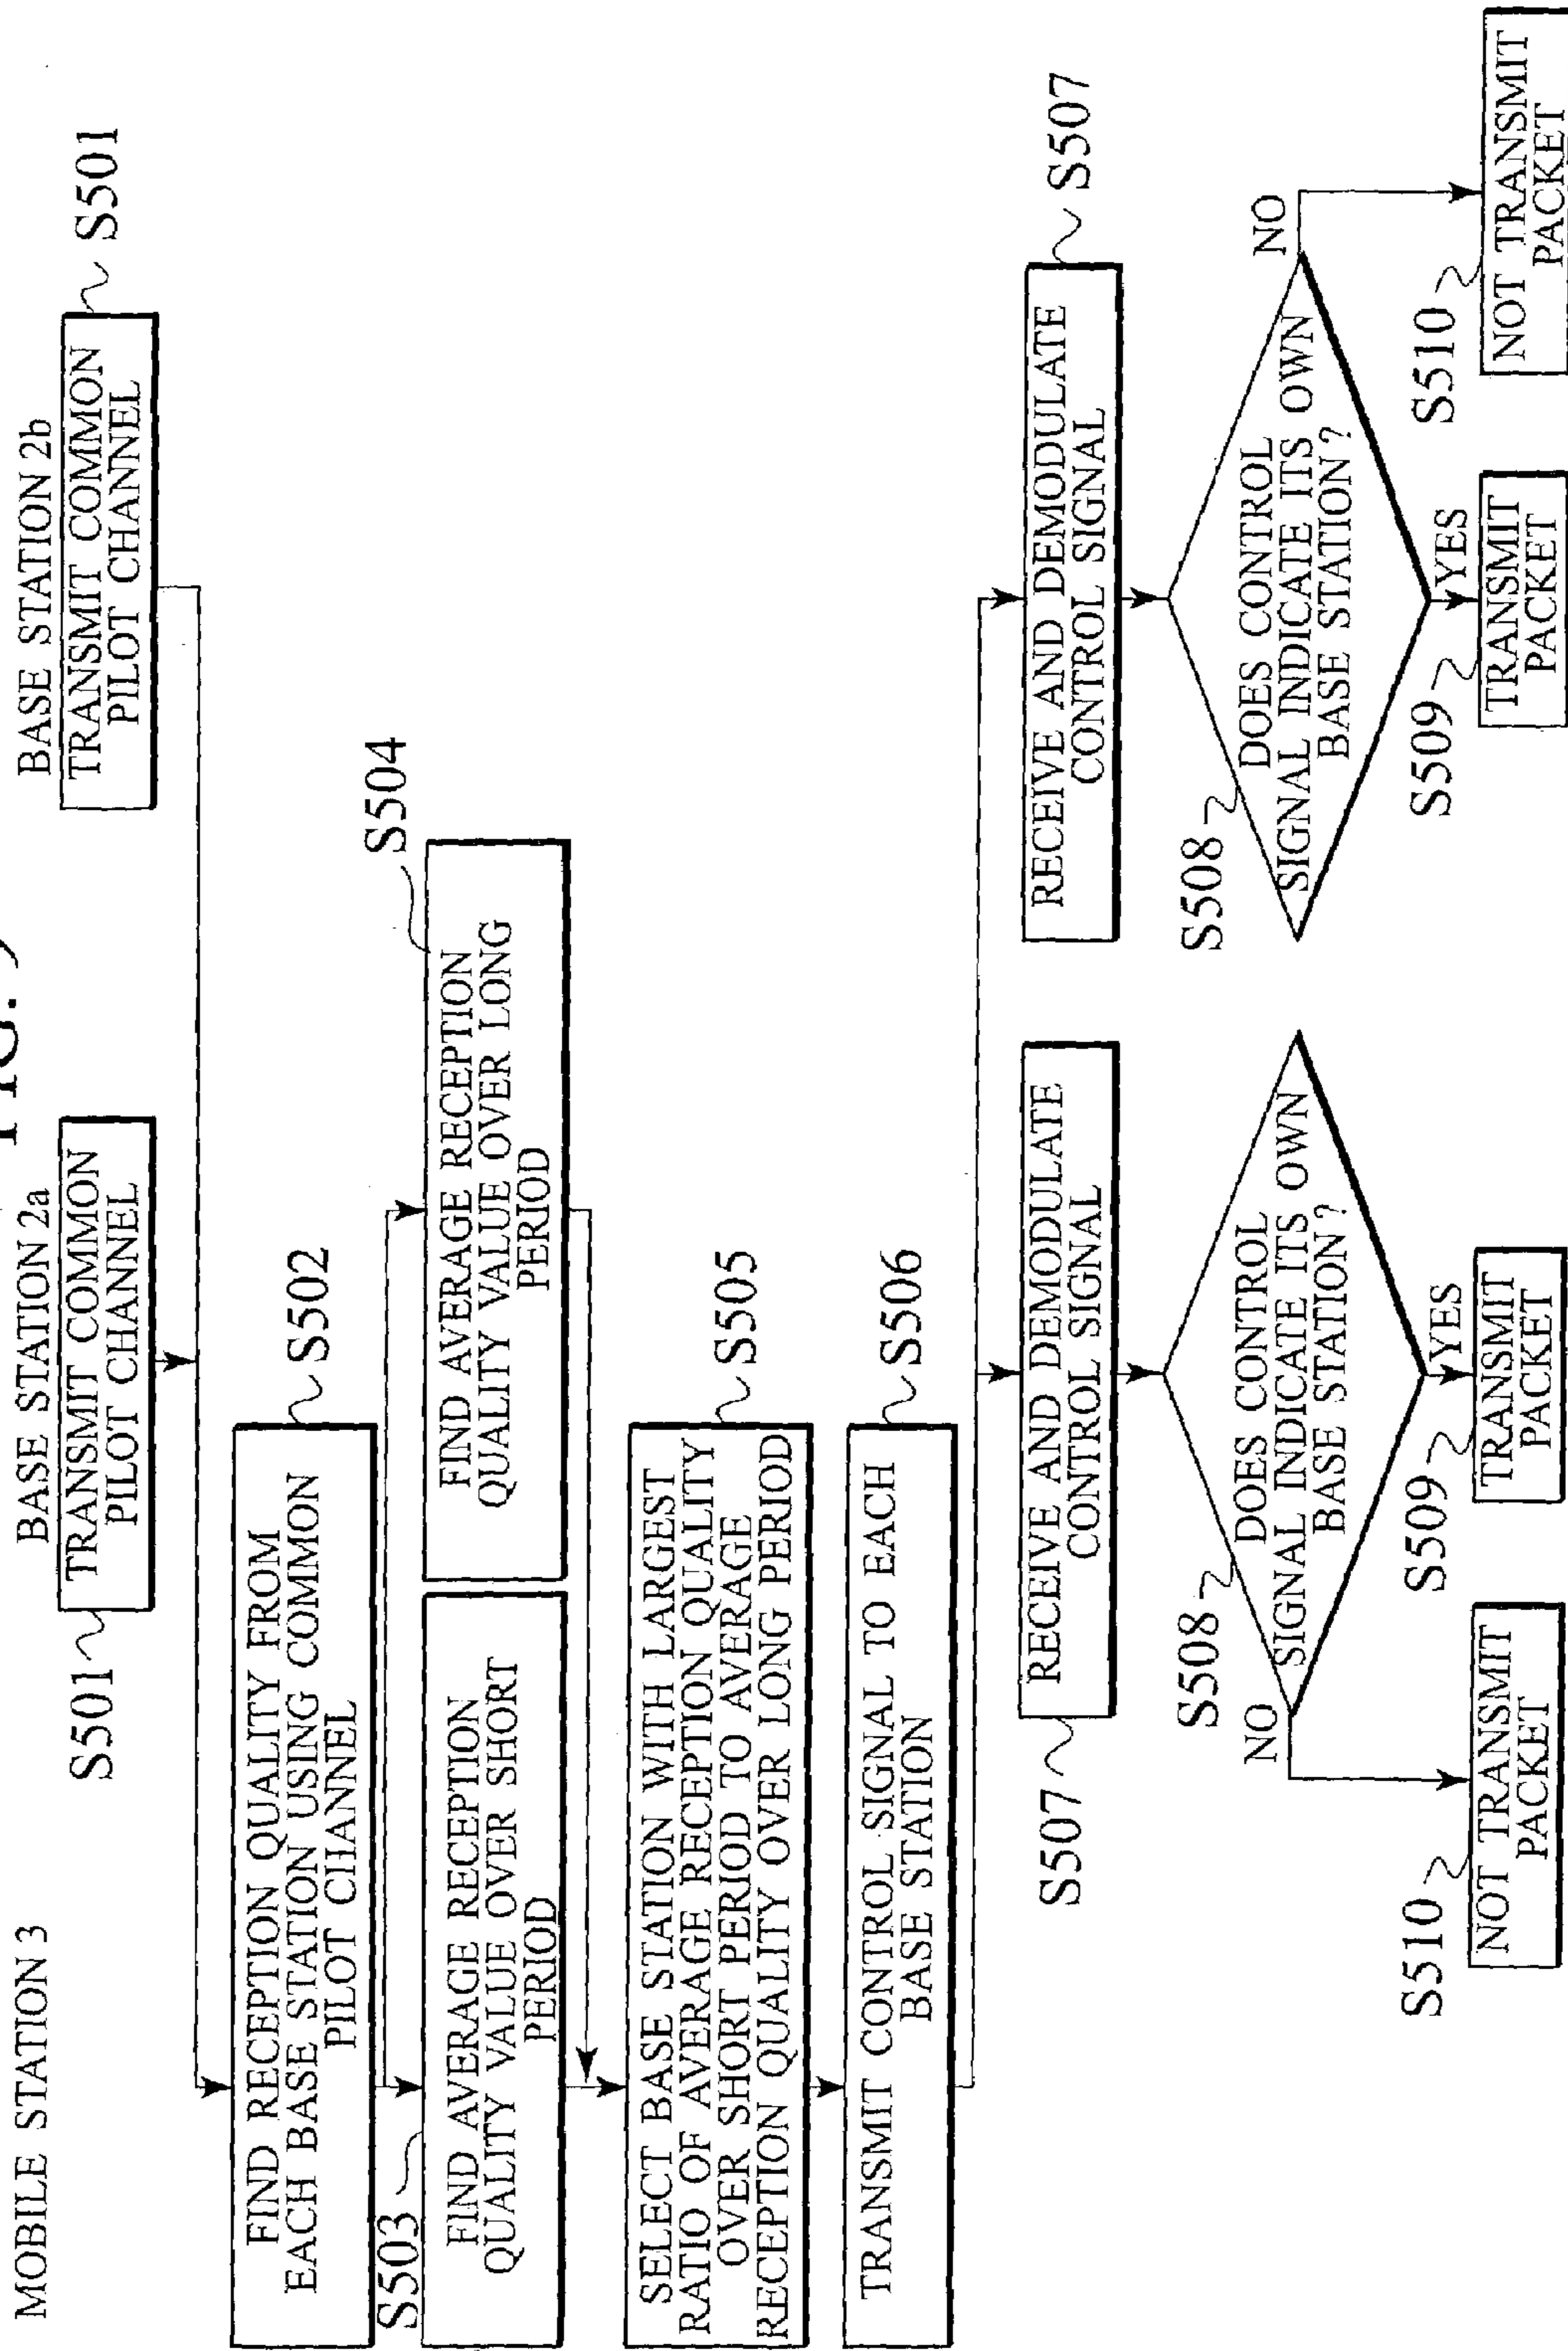 MOBILE STATION 3
BASE STATION 2a
BASE STATION 2b
S501
TRANSMIT COMMON
PILOT CHANNEL
TRANSMIT COMMON
PILOT CHANNEL
S501
FIND RECEPTION QUALITY FROM
EACH BASE STATION USING COMMON
PILOT CHANNEL
S502
S503
FIND AVERAGE RECEPTION
QUALITY VALUE OVER SHORT
PERIOD
S504
FIND AVERAGE RECEPTION
QUALITY VALUE OVER LONG
PERIOD
SELECT BASE STATION WITH LARGEST
RATIO OF AVERAGE RECEPTION QUALITY
OVER SHORT PERIOD TO AVERAGE
RECEPTION QUALITY OVER LONG PERIOD
S505
TRANSMIT CONTROL SIGNAL TO EACH
BASE STATION
S506
S507
RECEIVE AND DEMODULATE
CONTROL SIGNAL
RECEIVE AND DEMODULATE
CONTROL SIGNAL
S507
S508
DOES CONTROL
SIGNAL INDICATE ITS OWN
BASE STATION?
NO
YES
S508
DOES CONTROL
SIGNAL INDICATE ITS OWN
BASE STATION?
NO
YES
S510
NOT TRANSMIT
PACKET
S509
TRANSMIT
PACKET
S509
TRANSMIT
PACKET
S510
NOT TRANSMIT
PACKET